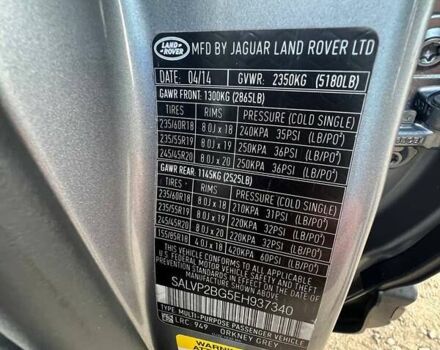 LAND ROVER
MFD BY JAGUAR LAND ROVER LTD
DATE: 04/14 GVWR: 2350KG (5180LB)
GAWR FRONT: 1300KG (2865LB)
TIRES RIMS PRESSURE (COLD SINGLE)
235/60R18 8.0J x 18 240KPA 35PSI (LB/PO²)
235/55R19 8.0J x 19 250KPA 36PSI (LB/PO²)
245/45R20 8.0J x 20 250KPA 36PSI (LB/PO²)
GAWR REAR: 1145KG (2525LB)
TIRES RIMS PRESSURE (COLD SINGLE)
235/60R18 8.0J x 18 210KPA 31PSI (LB/PO²)
235/55R19 8.0J x 19 220KPA 32PSI (LB/PO²)
245/45R20 8.0J x 20 220KPA 32PSI (LB/PO²)
155/85R18 4.0J x 18 420KPA 60PSI (LB/PO²)
THIS VEHICLE CONFORMS TO ALL APPLICABLE
U.S. FEDERAL MOTOR VEHICLE SAFETY
STANDARDS IN EFFECT ON THE DATE OF
MANUFACTURE SHOWN ABOVE
SALVP2BG5EH937340
TYPE: MULTI-PURPOSE PASSENGER VEHICLE
LRC: 949 ORKNEY GREY